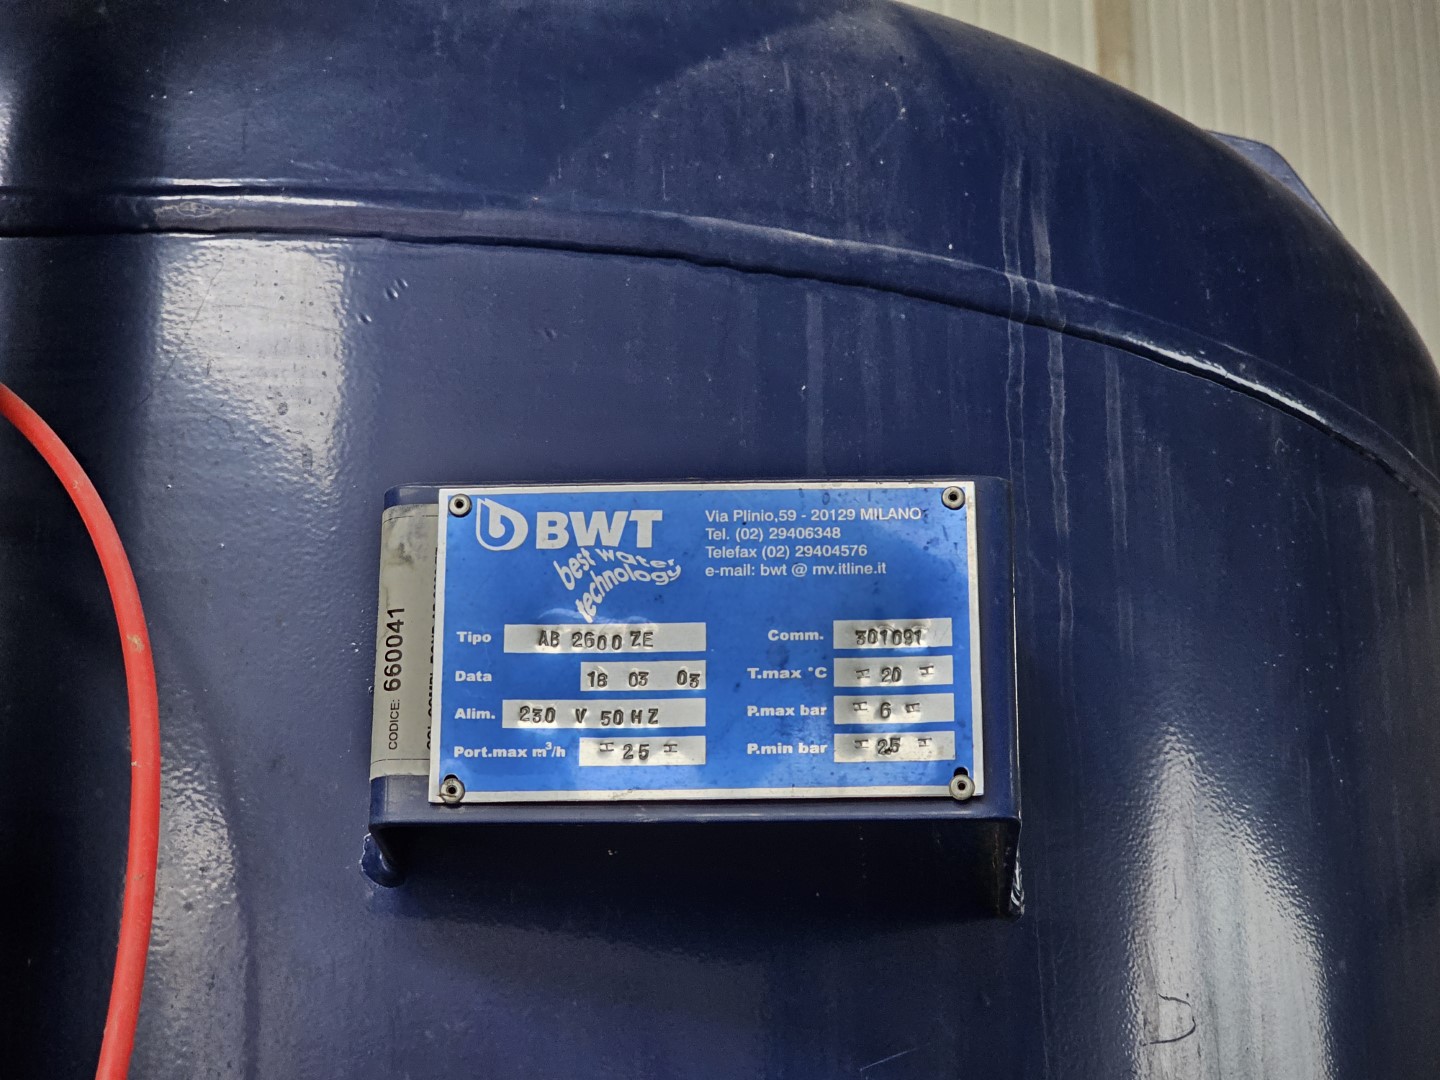 BWT
best water
technology
Via Plinio,59 - 20129 MILANO
Tel. (02) 29406348
Telefax (02) 29404576
e-mail: bwt @ mv.itline.it
Tipo AB 2600 ZE
Data 18 03 03
Alim. 230 V 50 HZ
Port.max m³/h 25
Comm. 301091
T.max °C 20
P.max bar 6
P.min bar 25
CODICE: 660041